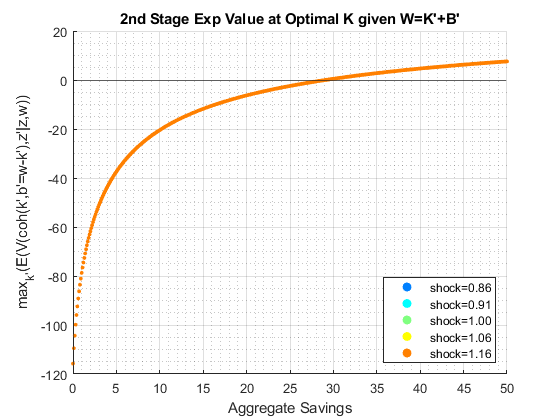 2nd Stage Exp Value at Optimal K given W=K'+B'
max_k'(E(V(coh(k',b'=w-k'),z'|z,w))
20
0
-20
-40
-60
-80
-100
-120
shock=0.86
shock=0.91
shock=1.00
shock=1.06
shock=1.16
0 5 10 15 20 25 30 35 40 45 50
Aggregate Savings